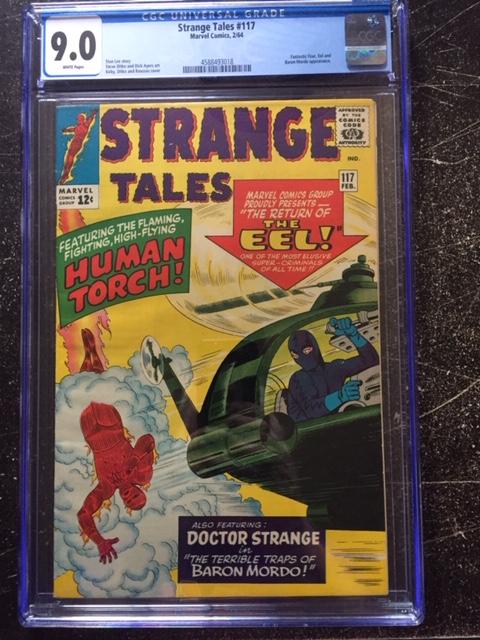 CGC UNIVERSAL GRADE
9.0
WHITE Pages
Strange Tales #117
Marvel Comics, 2/64
4588493018
Stan Lee story
Steve Ditko and Dick Ayers art
Kirby, Ditko and Roussos cover
Fantastic Four, Eel and
Baron Mordo appearance.
STRANGE
TALES
APPROVED
BY THE
COMICS
CODE
AUTHORITY
IND.
MARVEL
COMICS
GROUP
12¢
117
FEB.
MARVEL COMICS GROUP
PROUDLY PRESENTS—
"THE RETURN OF
THE
EEL!"
ONE OF THE MOST ELUSIVE
SUPER-CRIMINALS
OF ALL TIME!!
FEATURING THE FLAMING,
FIGHTING, HIGH-FLYING
HUMAN
TORCH!
ALSO FEATURING:
DOCTOR STRANGE
in
"THE TERRIBLE TRAPS OF
BARON MORDO!"